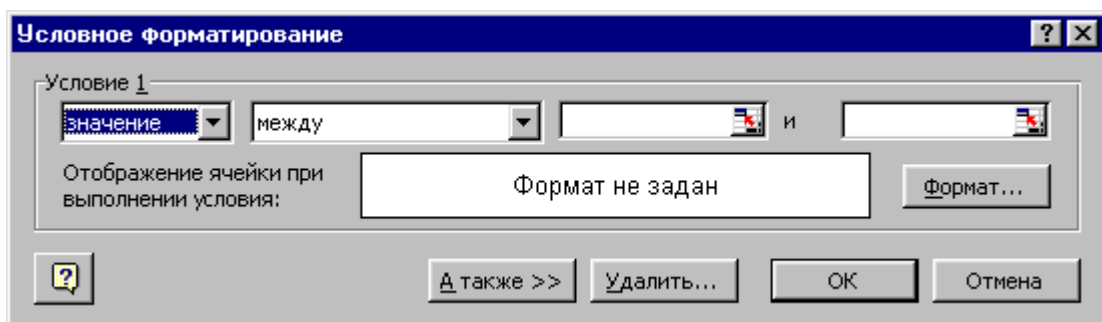 Условное форматирование
Условие 1
значение между и
Отображение ячейки при
выполнении условия:
Формат не задан
Формат...
А также >> Удалить... ОК Отмена